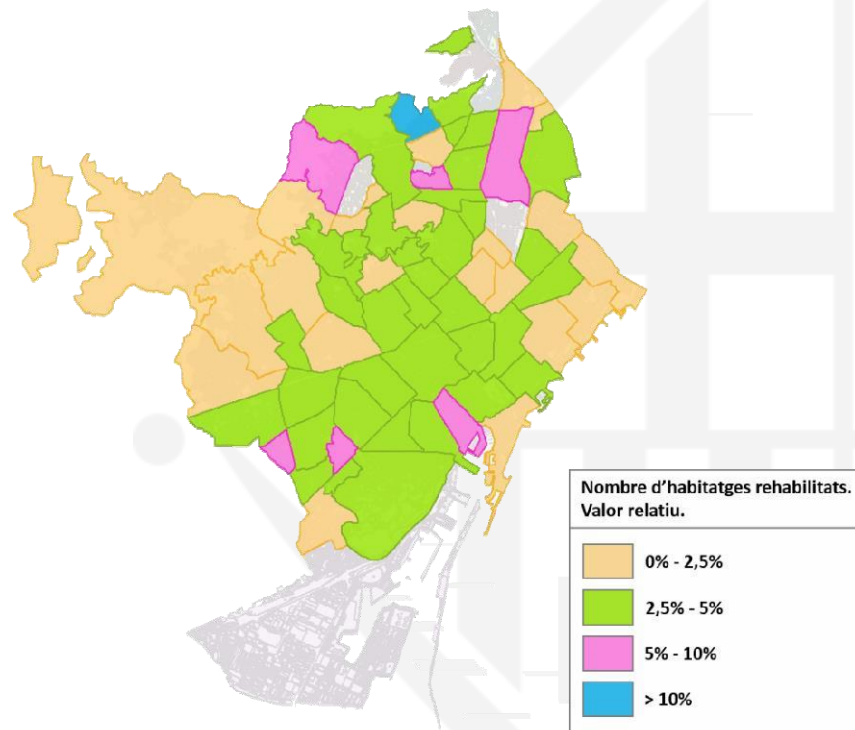 Nombre d'habitatges rehabilitats.
Valor relatiu.
0% - 2,5%
2,5% - 5%
5% - 10%
> 10%